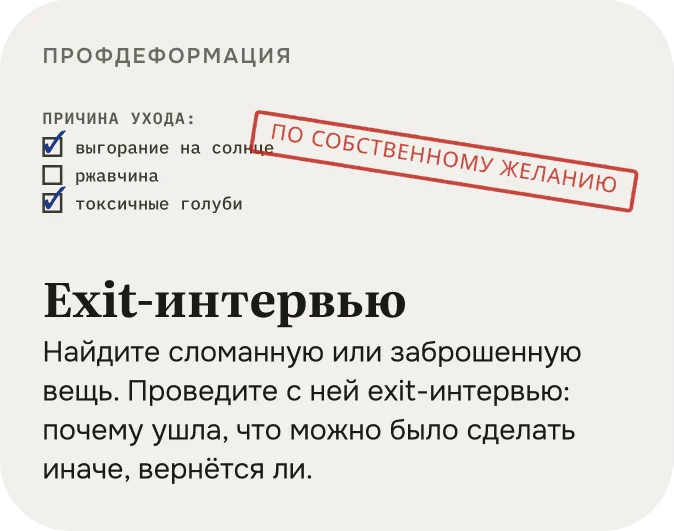 ПРОФДЕФОРМАЦИЯ
ПРИЧИНА УХОДА:
выгорание на солнце
ржавчина
токсичные голуби
ПО СОБСТВЕННОМУ ЖЕЛАНИЮ
Exit-интервью
Найдите сломанную или заброшенную
вещь. Проведите с ней exit-интервью:
почему ушла, что можно было сделать
иначе, вернётся ли.